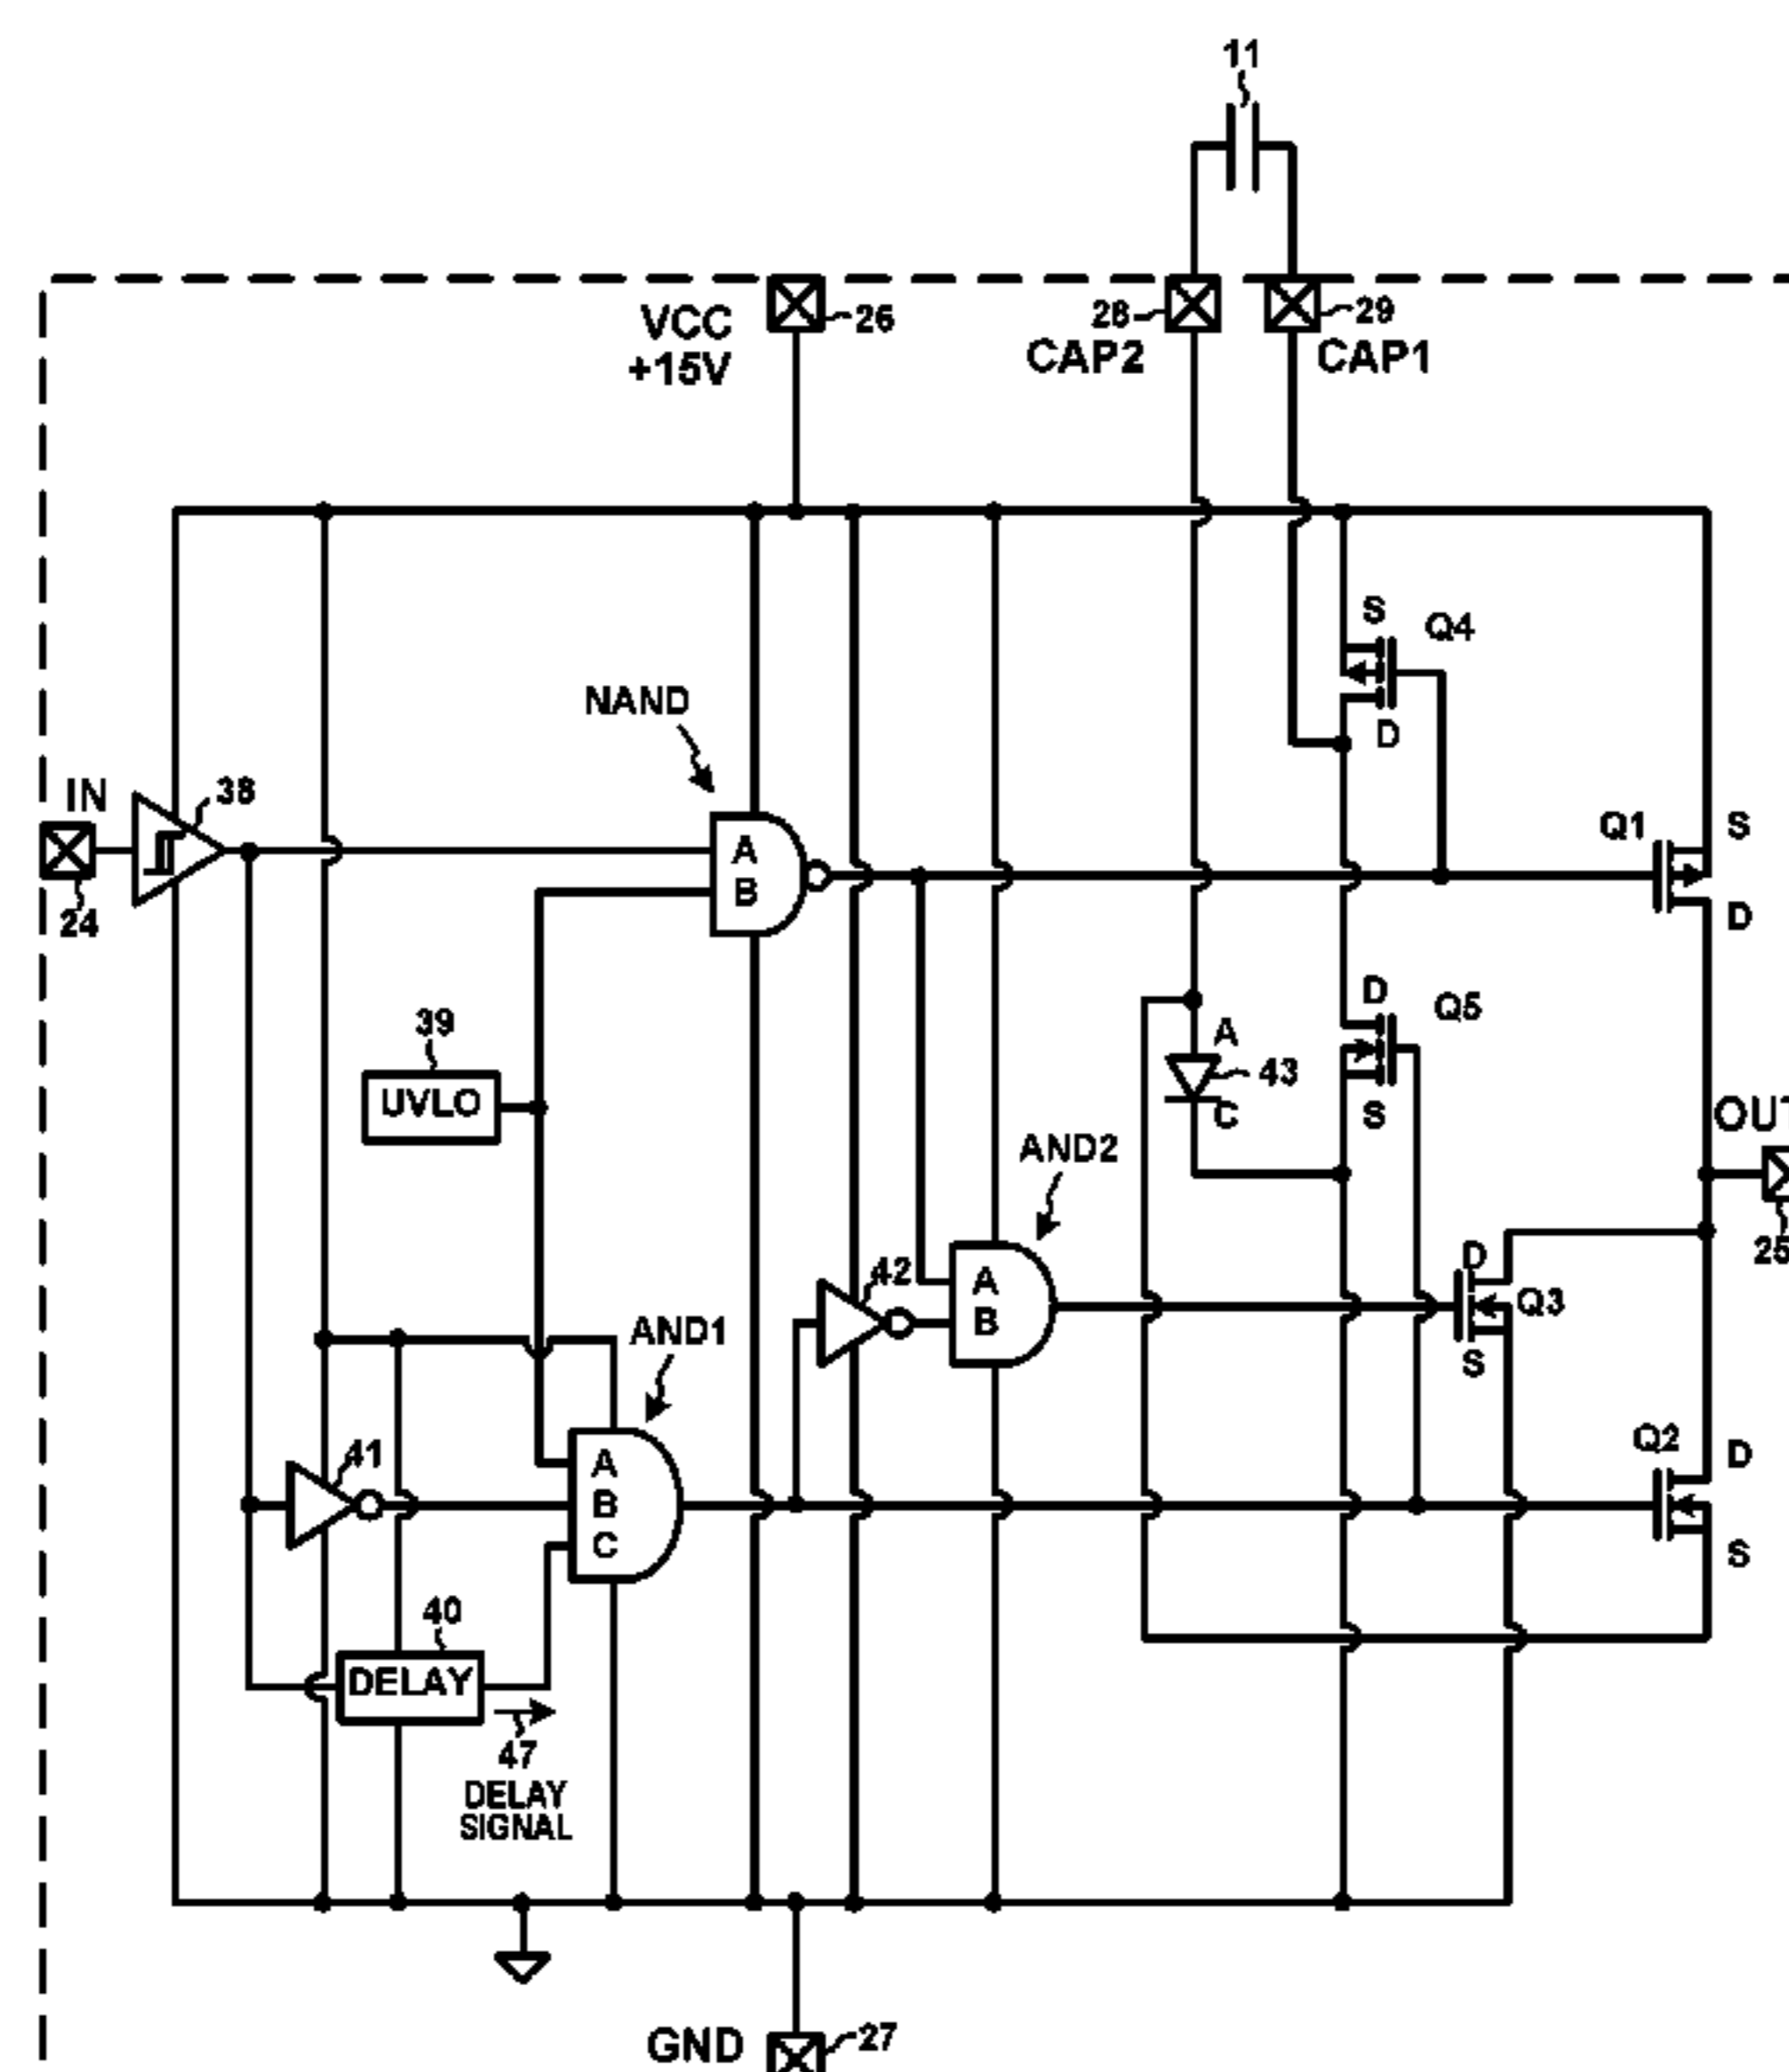 11
VCC
+15V
26
28
CAP2
29
CAP1
S
Q4
D
NAND
IN
38
24
A
B
Q1
S
D
39
UVLO
A
43
C
D
Q5
S
OUT
25
AND2
42
A
B
D
Q3
S
AND1
41
A
B
C
Q2
D
S
40
DELAY
47
DELAY
SIGNAL
GND
27